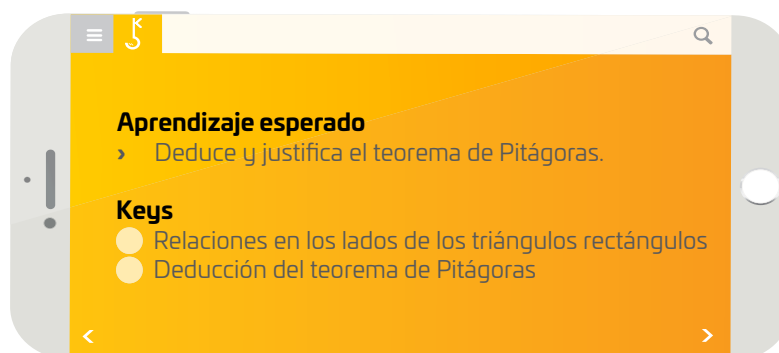 Aprendizaje esperado
› Deduce y justifica el teorema de Pitágoras.
Keys
Relaciones en los lados de los triángulos rectángulos
Deducción del teorema de Pitágoras